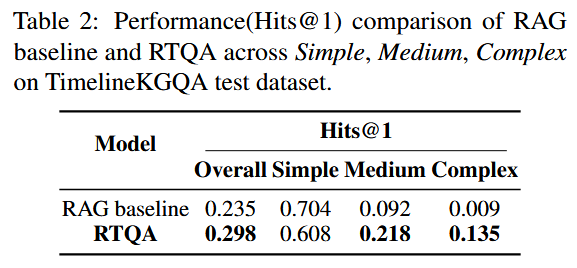 Table 2: Performance(Hits@1) comparison of RAG
baseline and RTQA across Simple, Medium, Complex
on TimelineKGQA test dataset.
Model
Hits@1
Overall Simple Medium Complex
RAG baseline 0.235 0.704 0.092 0.009
RTQA 0.298 0.608 0.218 0.135